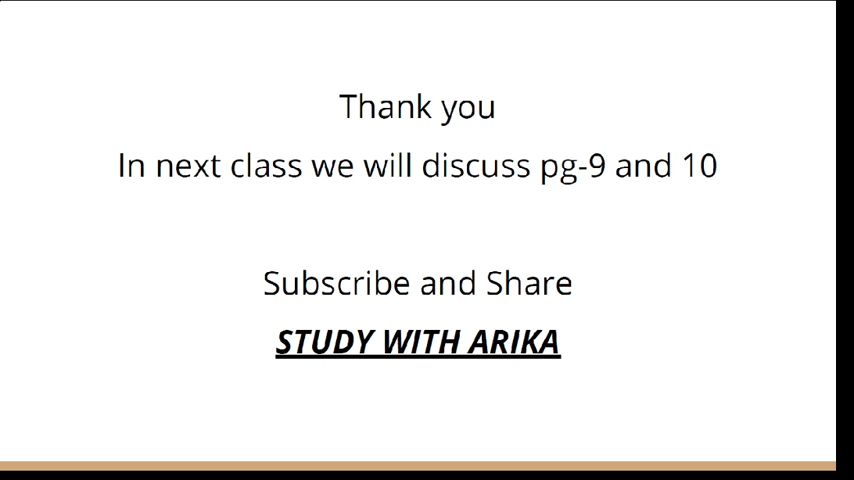 Thank you
In next class we will discuss pg-9 and 10
Subscribe and Share
STUDY WITH ARIKA